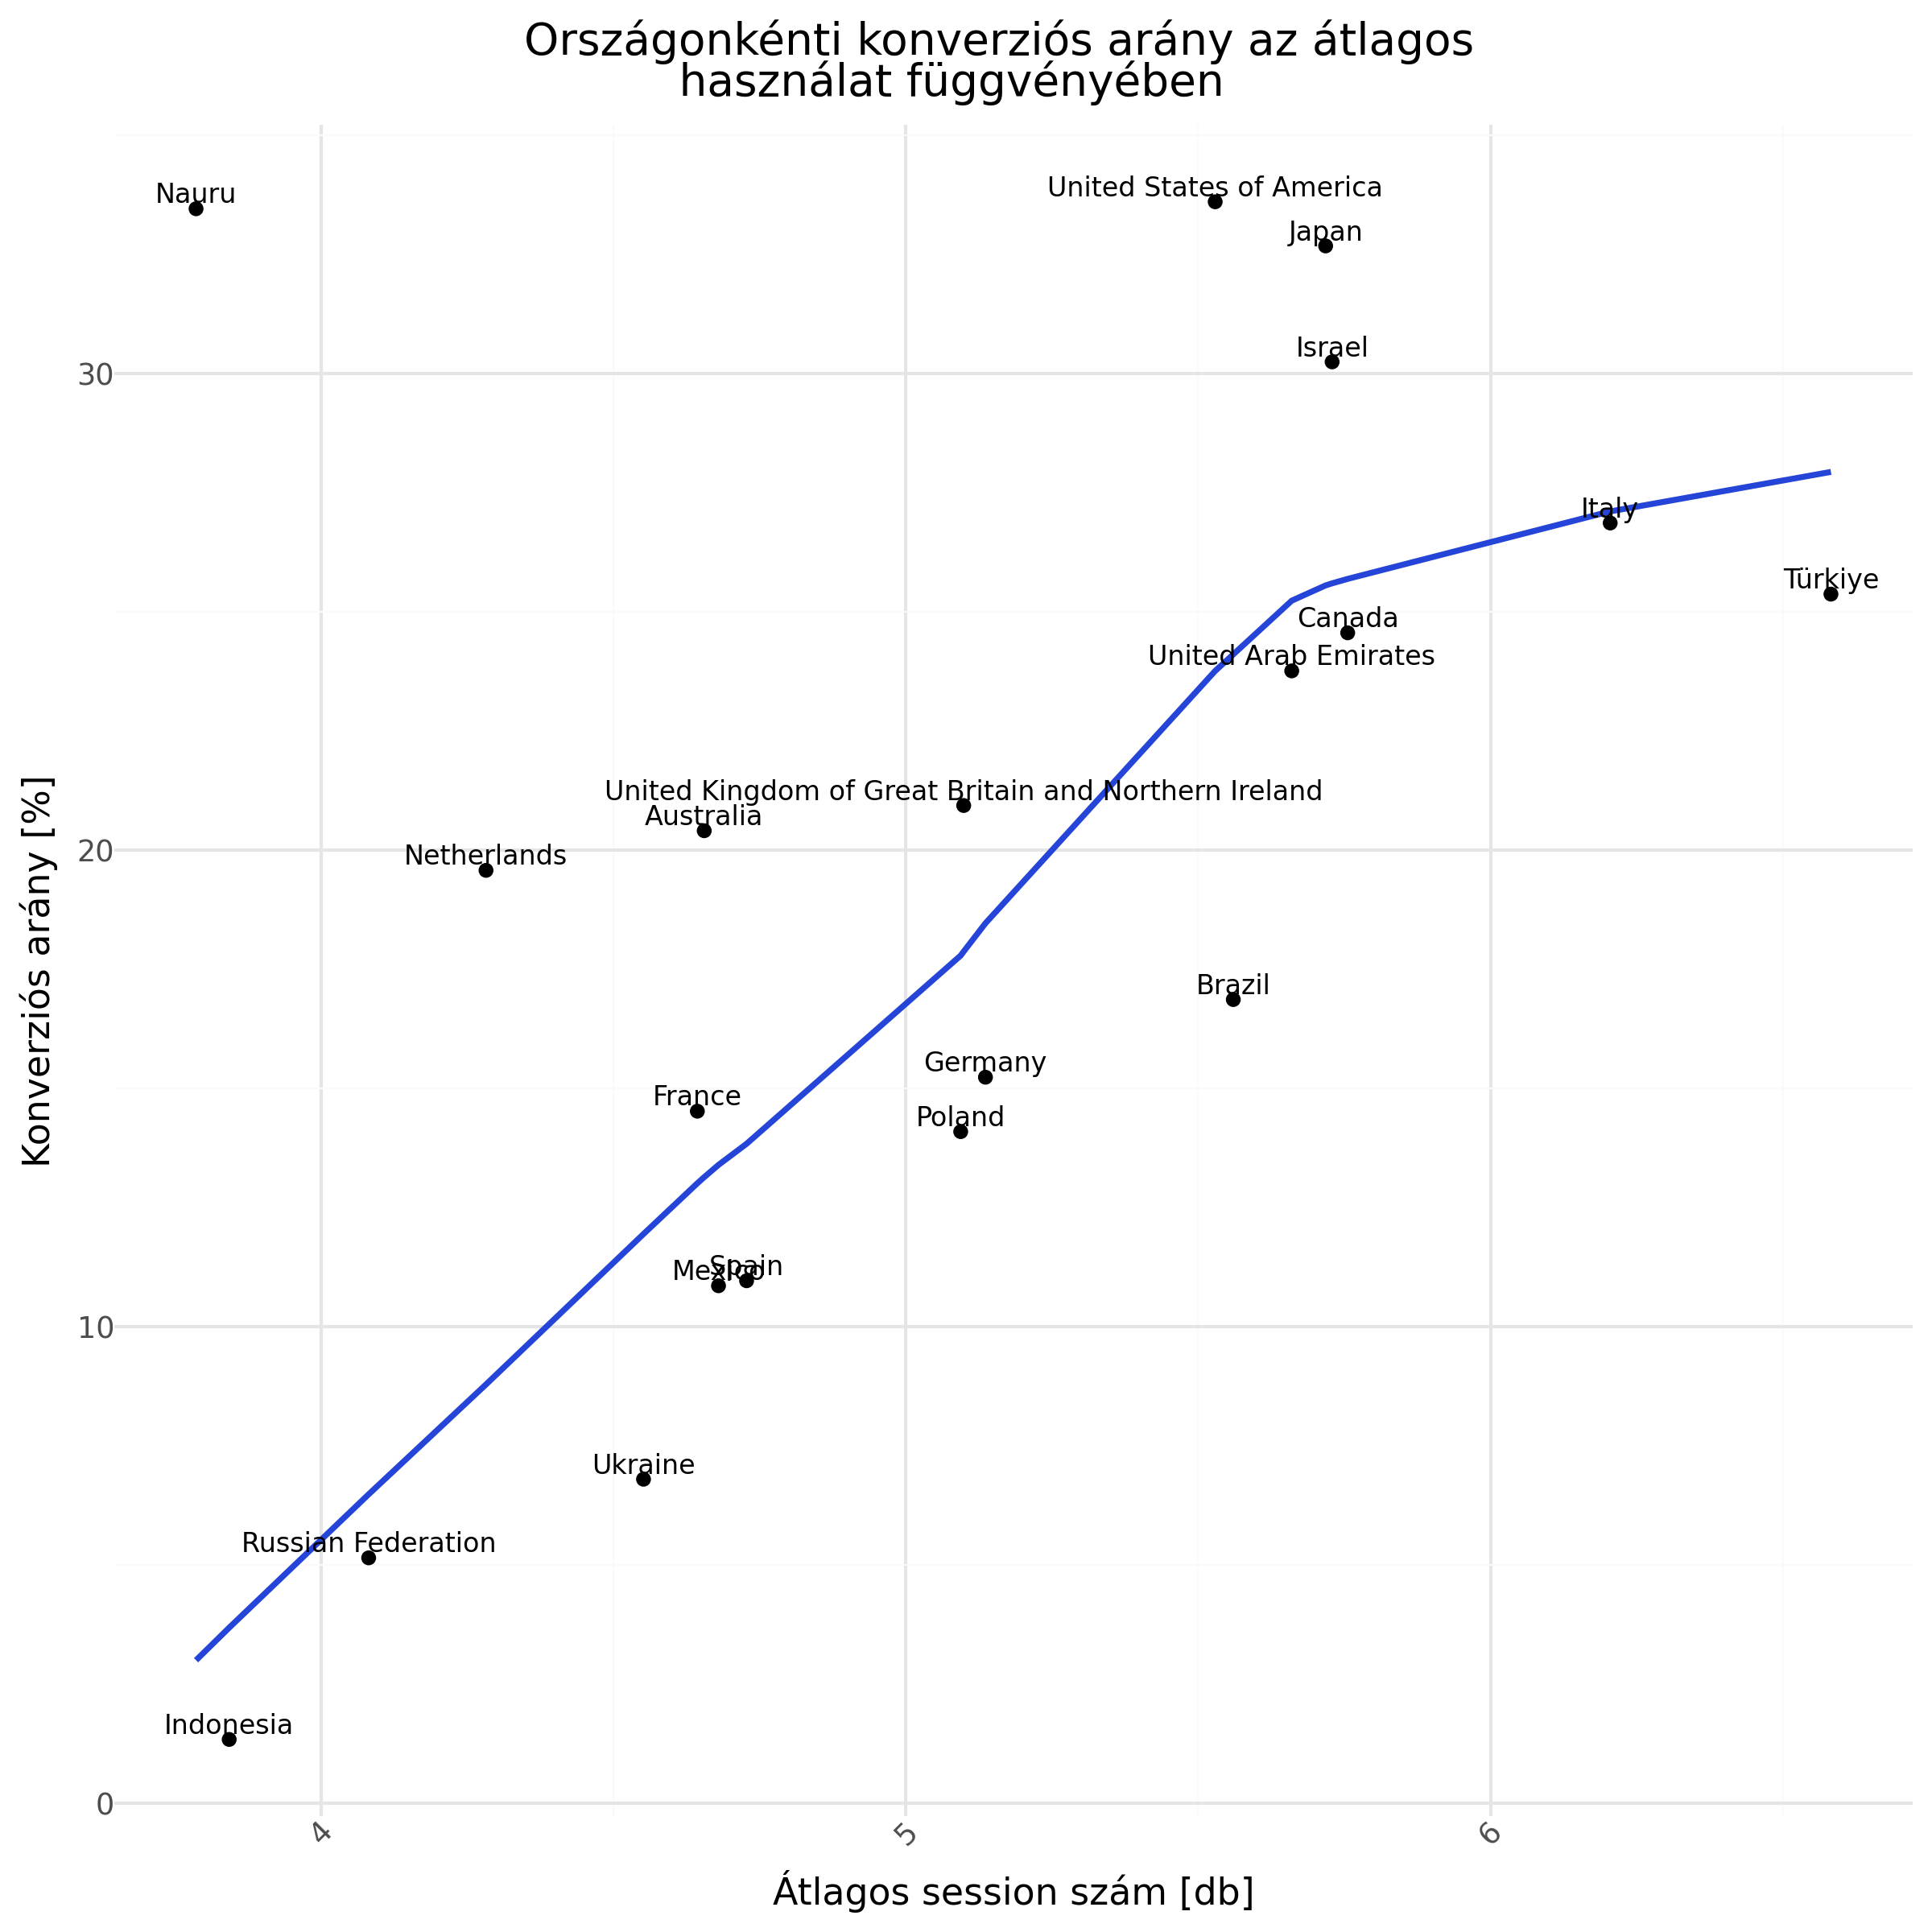 Országonkénti konverziós arány az átlagos
használat függvényében
Nauru
United States of America
Japan
Israel
30
Italy
Türkiye
Canada
United Arab Emirates
United Kingdom of Great Britain and Northern Ireland
Australia
20
Netherlands
Konverziós arány [%]
Brazil
Germany
France
Poland
Spain
Mexico
10
Ukraine
Russian Federation
Indonesia
0
4
5
6
Átlagos session szám [db]